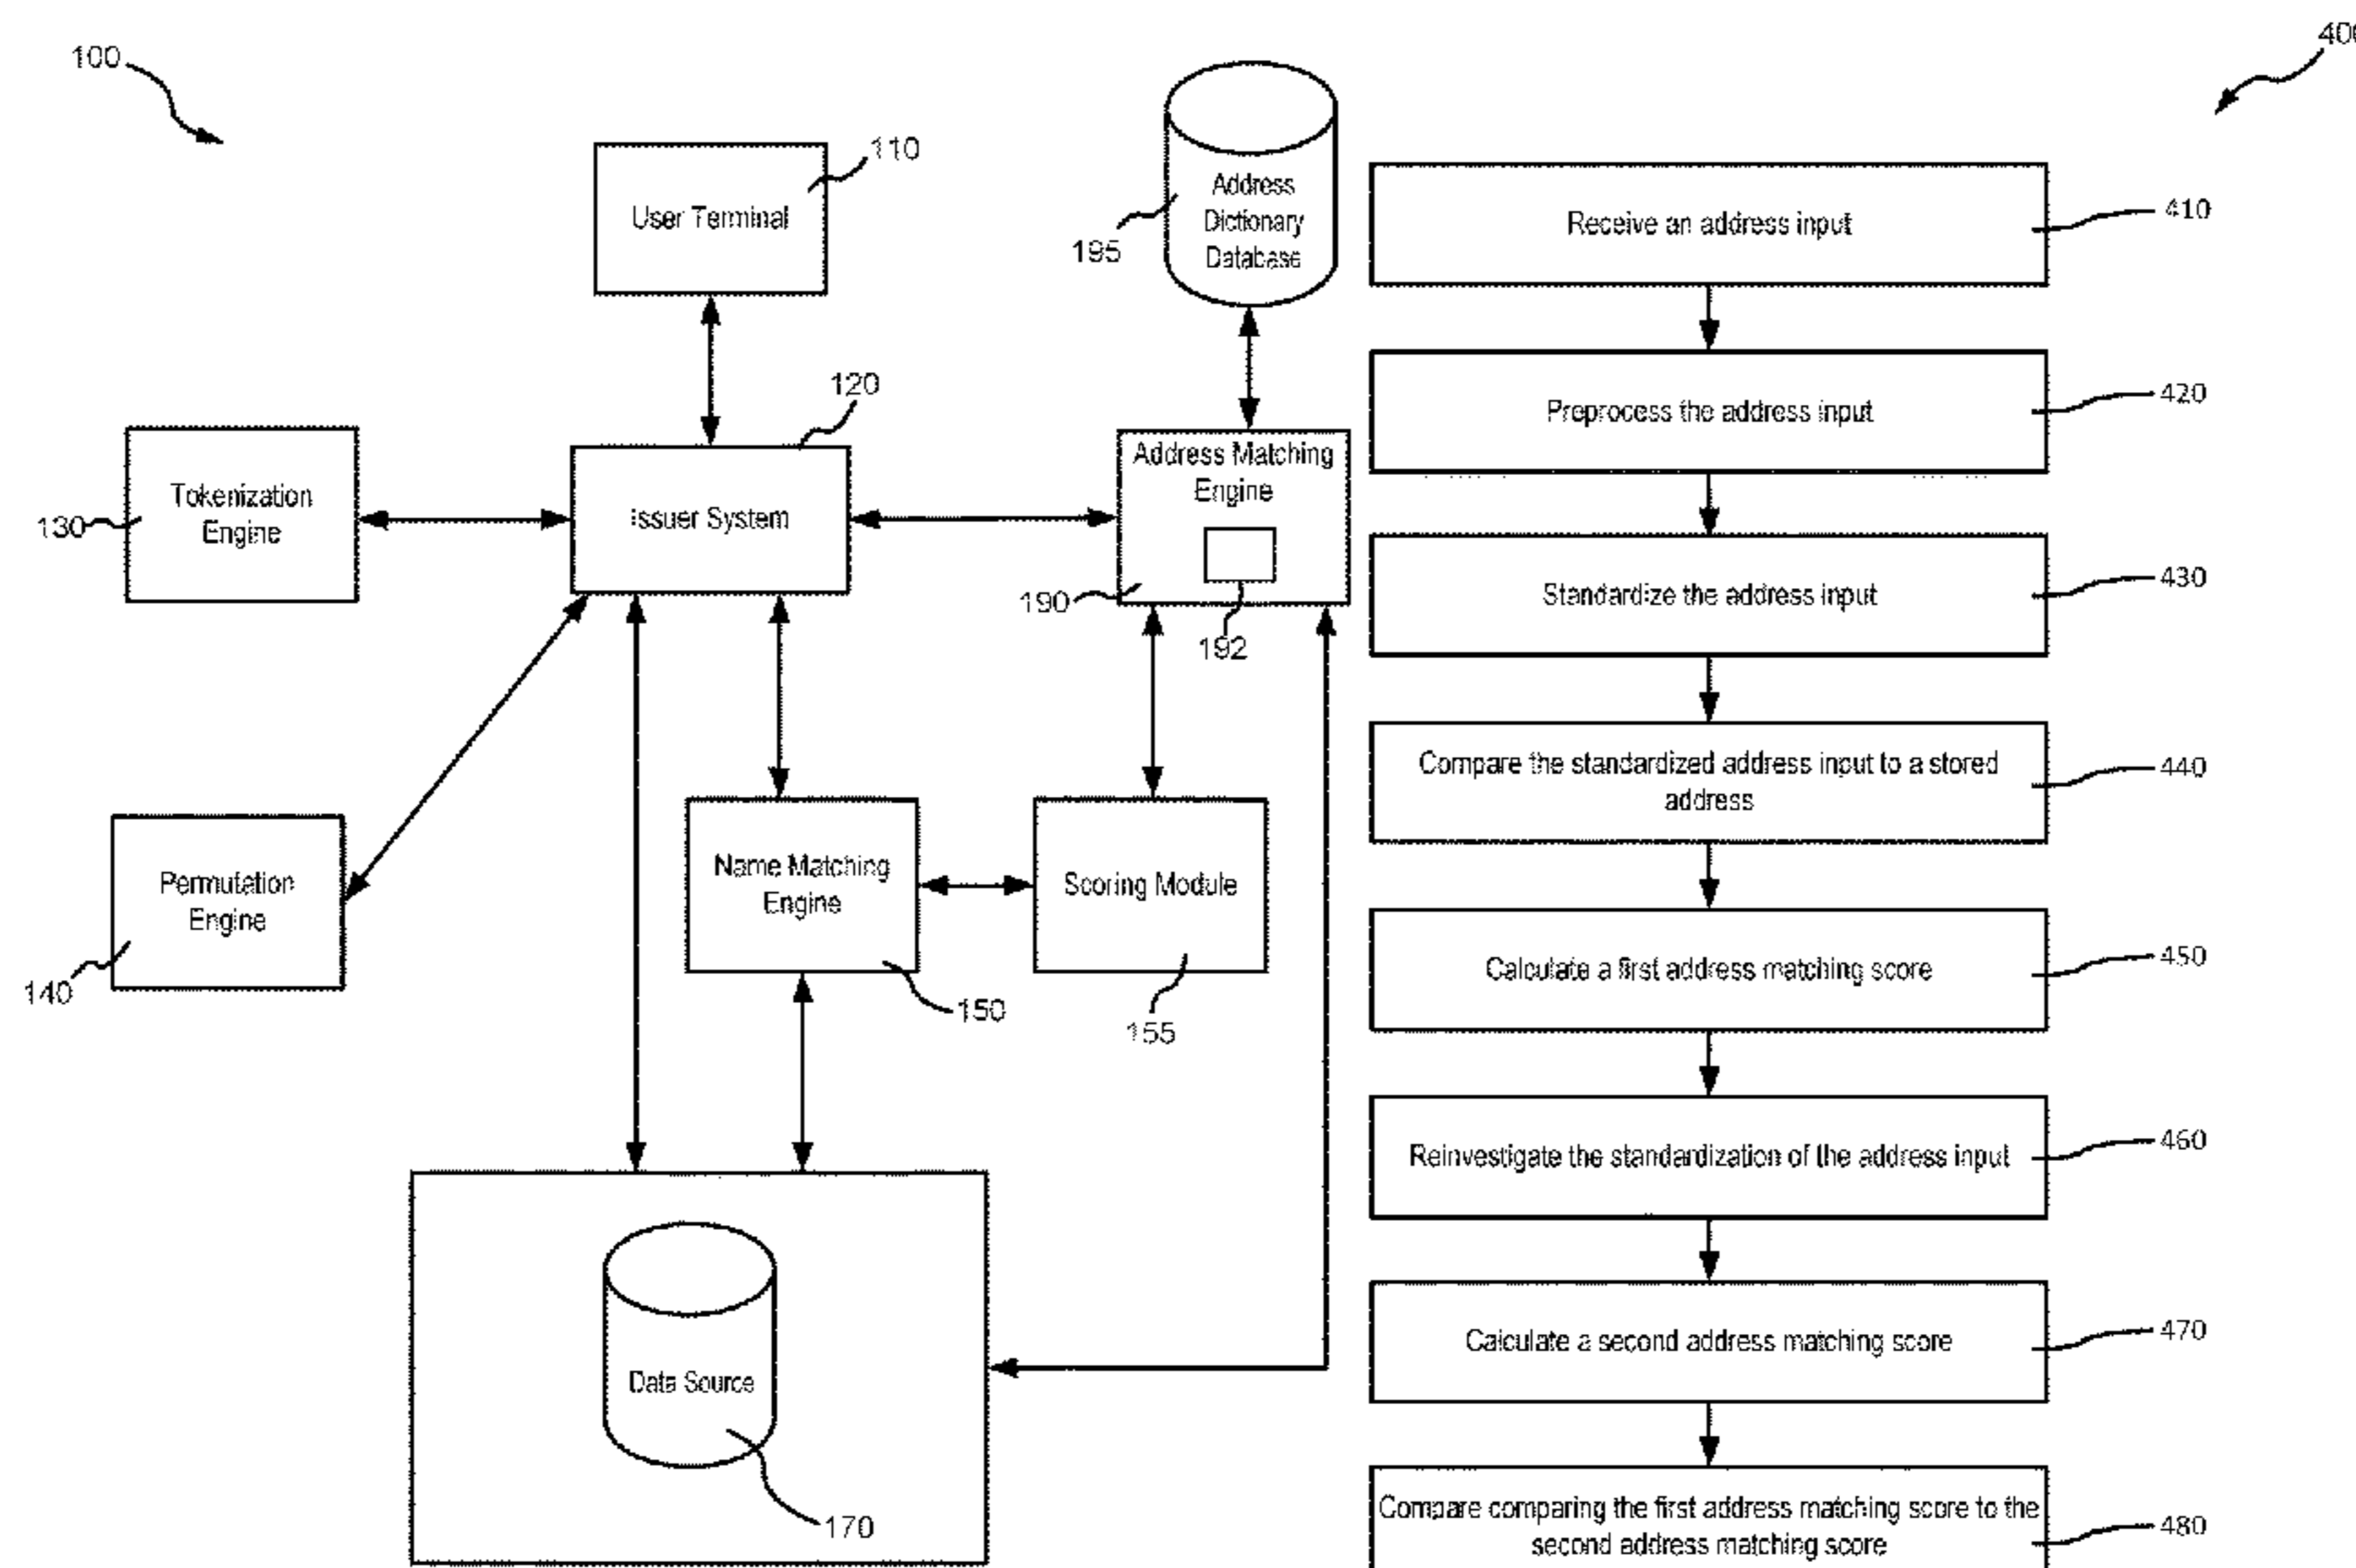 100
User Terminal
110
195
Address
Dictionary
Database
120
Tokenization
Engine
130
Issuer System
Address Matching
Engine
190
192
Permutation
Engine
140
Name Matching
Engine
150
Scoring Module
155
Data Source
170
400
Receive an address input
410
Preprocess the address input
420
Standardize the address input
430
Compare the standardized address input to a stored
address
440
Calculate a first address matching score
450
Reinvestigate the standardization of the address input
460
Calculate a second address matching score
470
Compare comparing the first address matching score to the
second address matching score
480